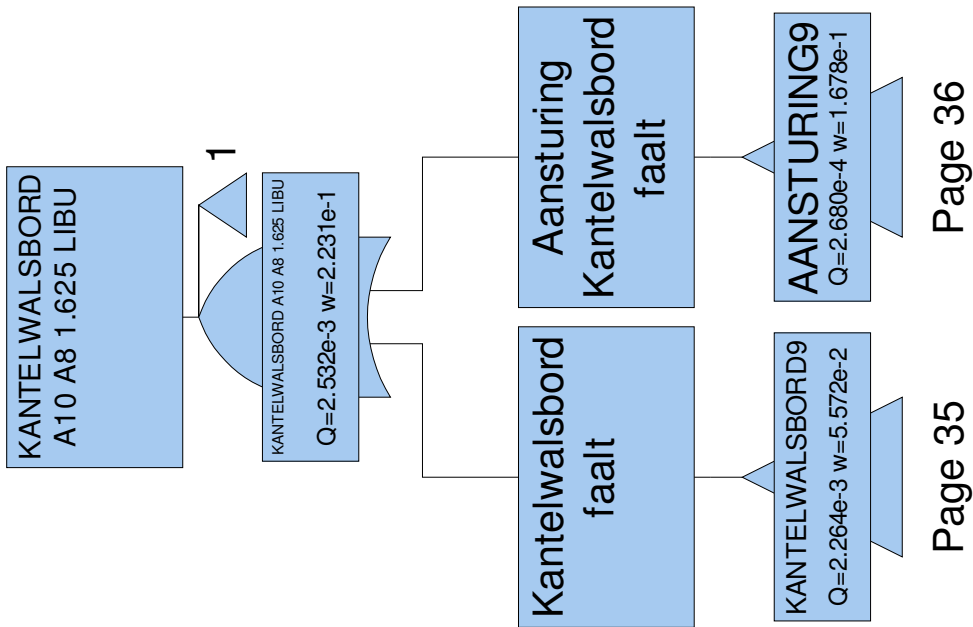 KANTELWALSBORD
A10 A8 1.625 LIBU
1
KANTELWALSBORD A10 A8 1.625 LIBU
Q=2.532e-3 w=2.231e-1
Kantelwalsbord
faalt
Aansturing
Kantelwalsbord
faalt
KANTELWALSBORD9
Q=2.264e-3 w=5.572e-2
AANSTURING9
Q=2.680e-4 w=1.678e-1
Page 35
Page 36